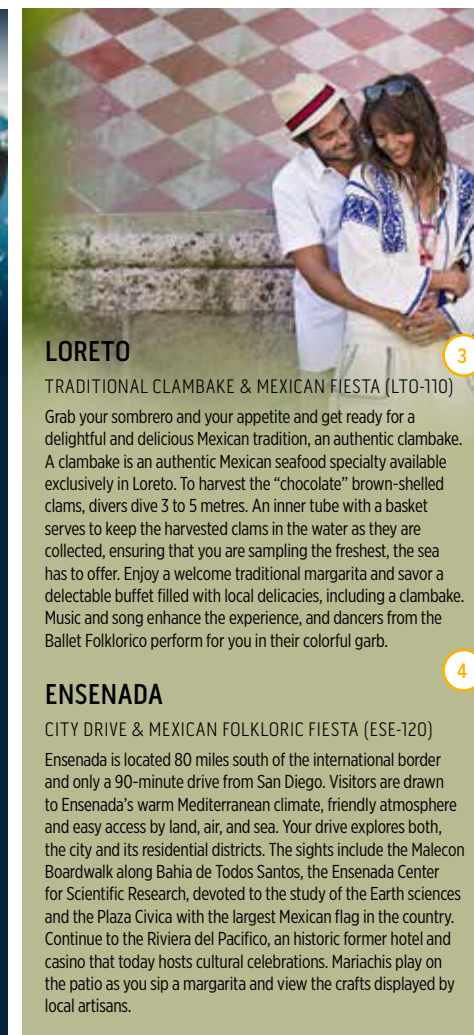 LORETO
3
TRADITIONAL CLAMBAKE & MEXICAN FIESTA (LTO-110)
Grab your sombrero and your appetite and get ready for a
delightful and delicious Mexican tradition, an authentic clambake.
A clambake is an authentic Mexican seafood specialty available
exclusively in Loreto. To harvest the “chocolate” brown-shelled
clams, divers dive 3 to 5 metres. An inner tube with a basket
serves to keep the harvested clams in the water as they are
collected, ensuring that you are sampling the freshest, the sea
has to offer. Enjoy a welcome traditional margarita and savor a
delectable buffet filled with local delicacies, including a clambake.
Music and song enhance the experience, and dancers from the
Ballet Folklorico perform for you in their colorful garb.
4
ENSENADA
CITY DRIVE & MEXICAN FOLKLORIC FIESTA (ESE-120)
Ensenada is located 80 miles south of the international border
and only a 90-minute drive from San Diego. Visitors are drawn
to Ensenada’s warm Mediterranean climate, friendly atmosphere
and easy access by land, air, and sea. Your drive explores both,
the city and its residential districts. The sights include the Malecon
Boardwalk along Bahia de Todos Santos, the Ensenada Center
for Scientific Research, devoted to the study of the Earth sciences
and the Plaza Civica with the largest Mexican flag in the country.
Continue to the Riviera del Pacifico, an historic former hotel and
casino that today hosts cultural celebrations. Mariachis play on
the patio as you sip a margarita and view the crafts displayed by
local artisans.